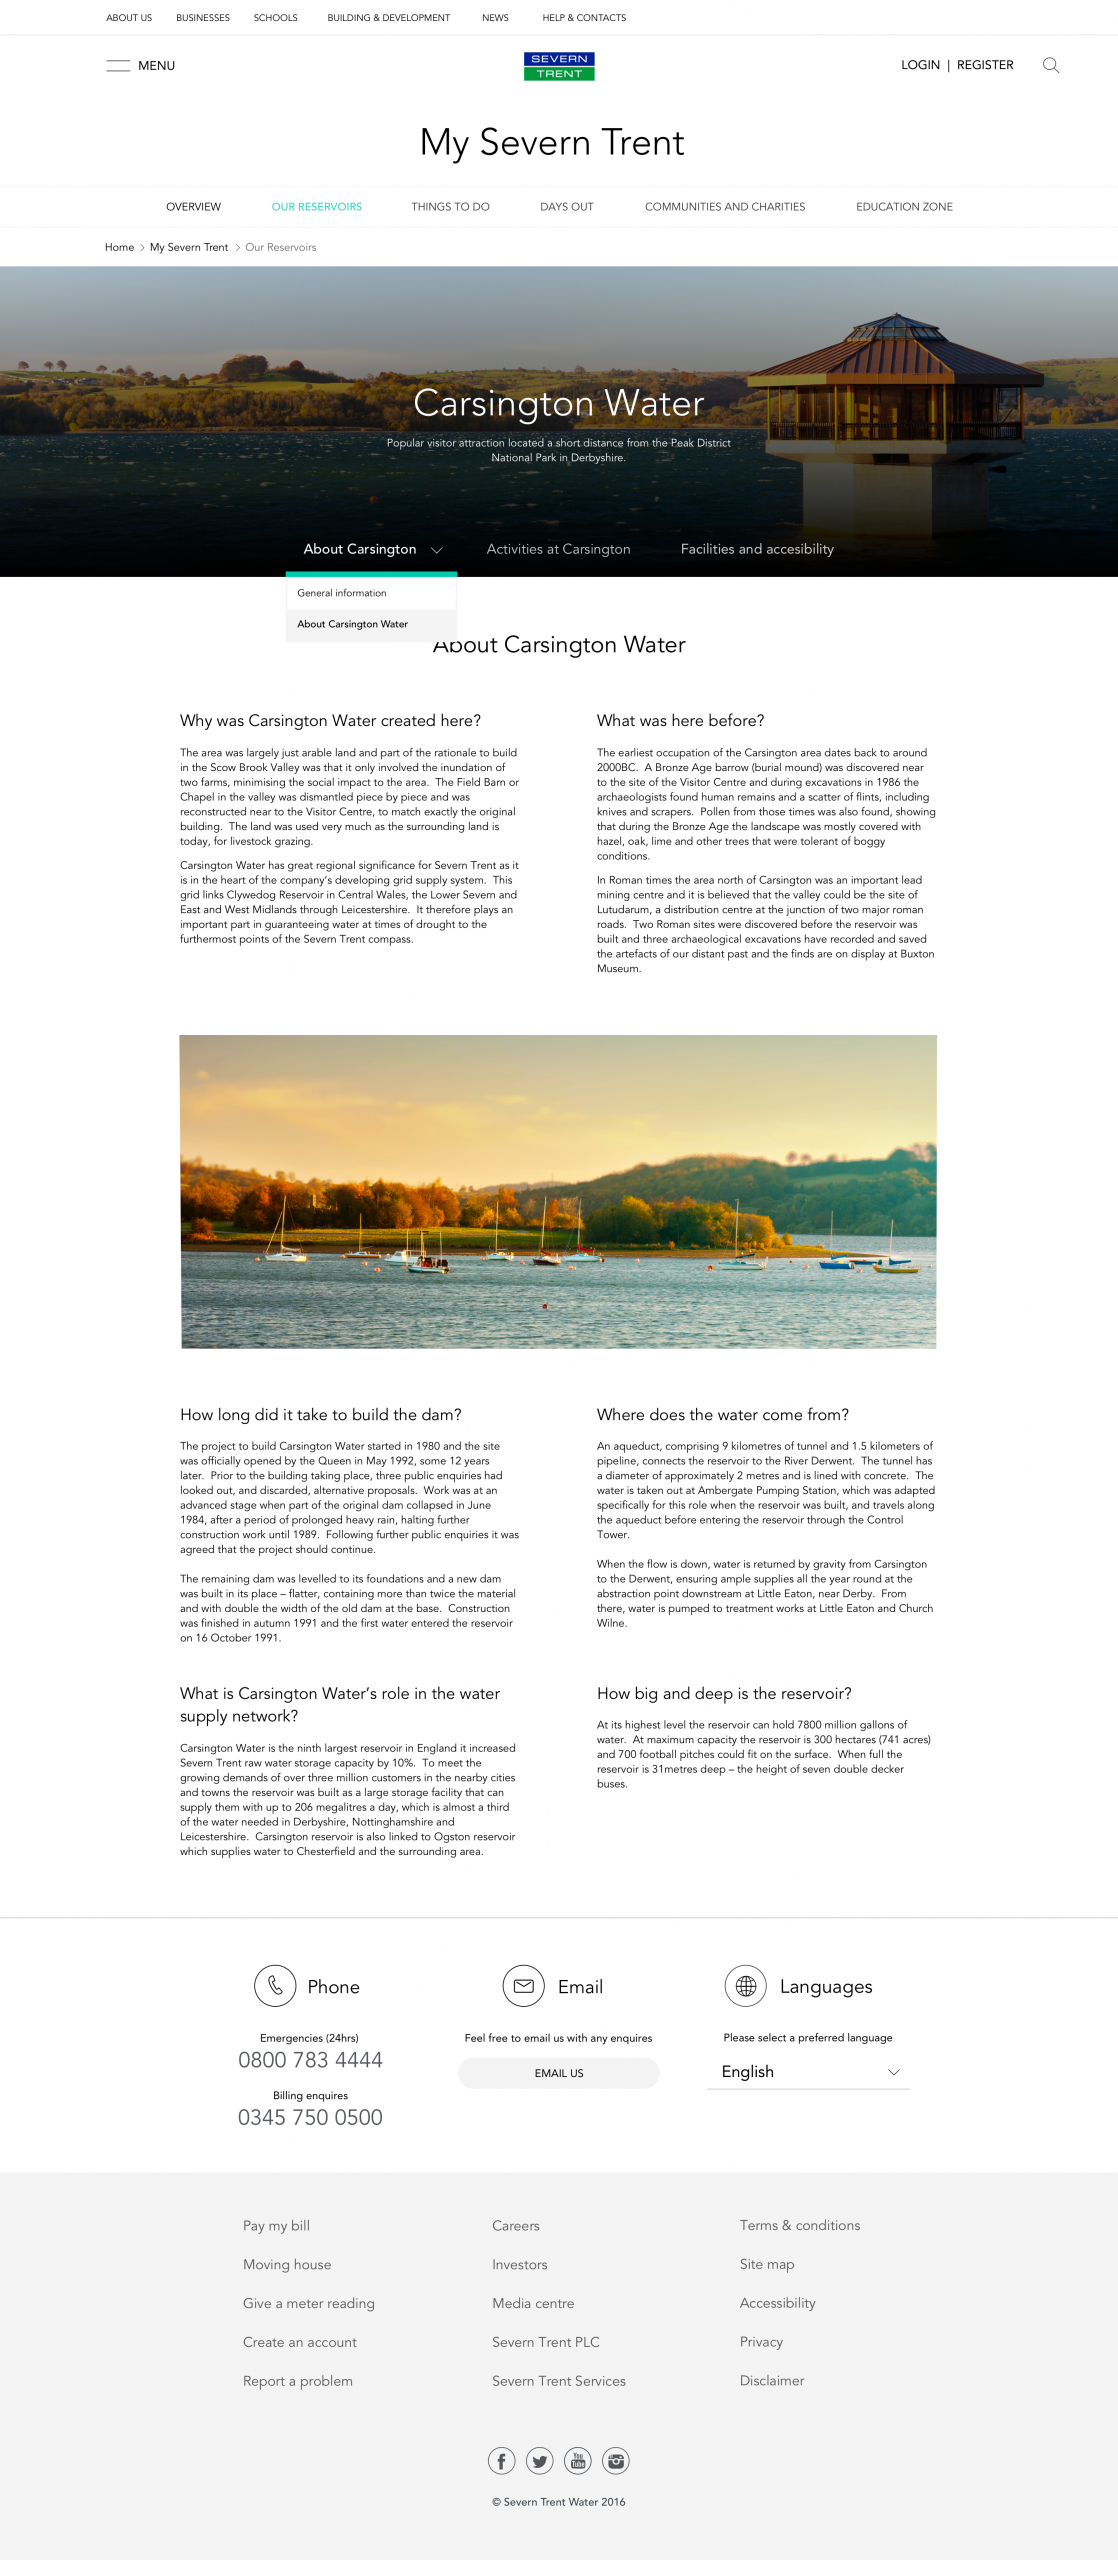 ABOUT US BUSINESSES SCHOOLS BUILDING & DEVELOPMENT NEWS HELP & CONTACTS
MENU
SEVERN
TRENT
LOGIN | REGISTER
My Severn Trent
OVERVIEW OUR RESERVOIRS THINGS TO DO DAYS OUT COMMUNITIES AND CHARITIES EDUCATION ZONE
Home > My Severn Trent > Our Reservoirs
Carsington Water
Popular visitor attraction located a short distance from the Peak District
National Park in Derbyshire.
About Carsington Activities at Carsington Facilities and accesibility
General information
About Carsington Water
About Carsington Water
Why was Carsington Water created here?
The area was largely just arable land and part of the rationale to build
in the Scow Brook Valley was that it only involved the inundation of
two farms, minimising the social impact to the area. The Field Barn or
Chapel in the valley was dismantled piece by piece and was
reconstructed near to the Visitor Centre, to match exactly the original
building. The land was used very much as the surrounding land is
today, for livestock grazing.
Carsington Water has great regional significance for Severn Trent as it
is in the heart of the company's developing grid supply system. This
grid links Clywedog Reservoir in Central Wales, the Lower Severn and
East and West Midlands through Leicestershire. It therefore plays an
important part in guaranteeing water at times of drought to the
furthermost points of the Severn Trent compass.
What was here before?
The earliest occupation of the Carsington area dates back to around
2000BC. A Bronze Age barrow (burial mound) was discovered near
to the site of the Visitor Centre and during excavations in 1986 the
archaeologists found human remains and a scatter of flints, including
knives and scrapers. Pollen from those times was also found, showing
that during the Bronze Age the landscape was mostly covered with
hazel, oak, lime and other trees that were tolerant of boggy
conditions.
In Roman times the area north of Carsington was an important lead
mining centre and it is believed that the valley could be the site of
Lutudarum, a distribution centre at the junction of two major roman
roads. Two Roman sites were discovered before the reservoir was
built and three archaeological excavations have recorded and saved
the artefacts of our distant past and the finds are on display at Buxton
Museum.
How long did it take to build the dam?
The project to build Carsington Water started in 1980 and the site
was officially opened by the Queen in May 1992, some 12 years
later. Prior to the building taking place, three public enquiries had
looked out, and discarded, alternative proposals. Work was at an
advanced stage when part of the original dam collapsed in June
1984, after a period of prolonged heavy rain, halting further
construction work until 1989. Following further public enquiries it was
agreed that the project should continue.
The remaining dam was levelled to its foundations and a new dam
was built in its place – flatter, containing more than twice the material
and with double the width of the old dam at the base. Construction
was finished in autumn 1991 and the first water entered the reservoir
on 16 October 1991.
Where does the water come from?
An aqueduct, comprising 9 kilometres of tunnel and 1.5 kilometers of
pipeline, connects the reservoir to the River Derwent. The tunnel has
a diameter of approximately 2 metres and is lined with concrete. The
water is taken out at Ambergate Pumping Station, which was adapted
specifically for this role when the reservoir was built, and travels along
the aqueduct before entering the reservoir through the Control
Tower.
When the flow is down, water is returned by gravity from Carsington
to the Derwent, ensuring ample supplies all the year round at the
abstraction point downstream at Little Eaton, near Derby. From
there, water is pumped to treatment works at Little Eaton and Church
Wilne.
What is Carsington Water's role in the water
supply network?
Carsington Water is the ninth largest reservoir in England it increased
Severn Trent raw water storage capacity by 10%. To meet the
growing demands of over three million customers in the nearby cities
and towns the reservoir was built as a large storage facility that can
supply them with up to 206 megalitres a day, which is almost a third
of the water needed in Derbyshire, Nottinghamshire and
Leicestershire. Carsington reservoir is also linked to Ogston reservoir
which supplies water to Chesterfield and the surrounding area.
How big and deep is the reservoir?
At its highest level the reservoir can hold 7800 million gallons of
water. At maximum capacity the reservoir is 300 hectares (741 acres)
and 700 football pitches could fit on the surface. When full the
reservoir is 31metres deep – the height of seven double decker
buses.
Phone
Emergencies (24hrs)
0800 783 4444
Billing enquires
0345 750 0500
Email
Feel free to email us with any enquires
EMAIL US
Languages
Please select a preferred language
English
Pay my bill
Moving house
Give a meter reading
Create an account
Report a problem
Careers
Investors
Media centre
Severn Trent PLC
Severn Trent Services
Terms & conditions
Site map
Accessibility
Privacy
Disclaimer
You
Tube
© Severn Trent Water 2016